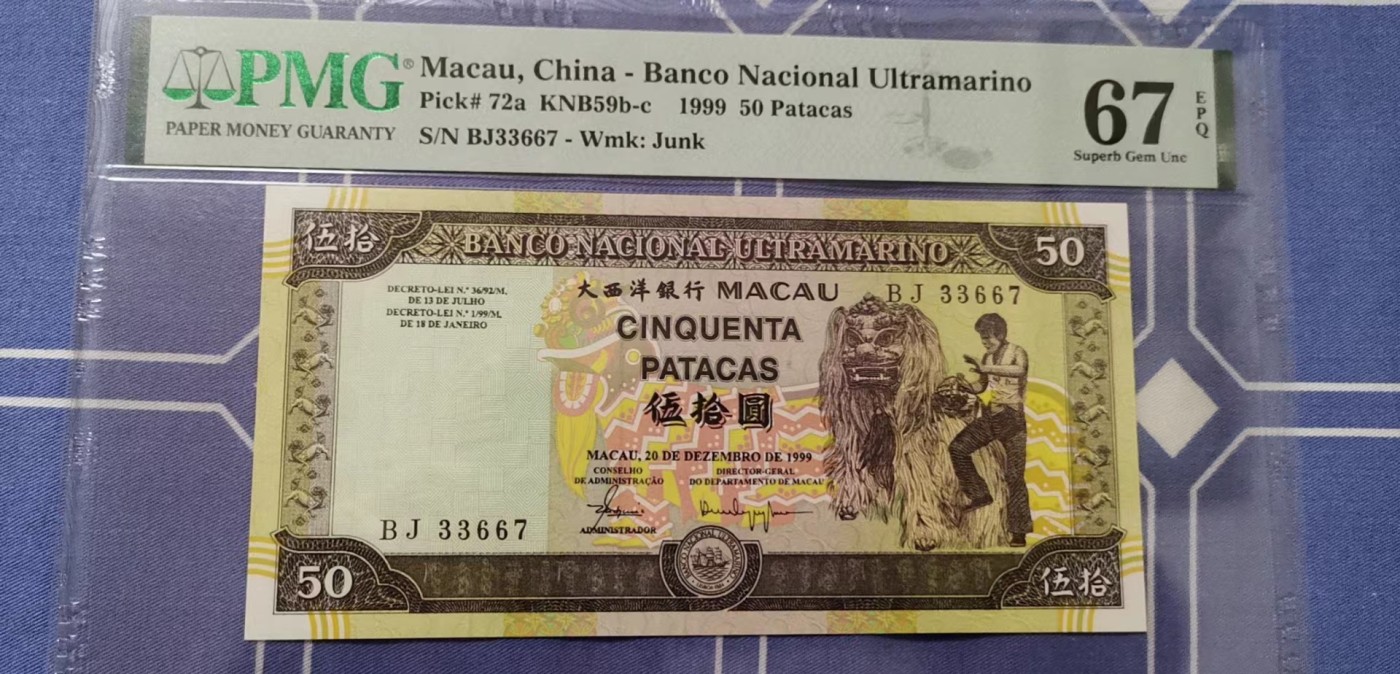 PMG®
PAPER MONEY GUARANTY
Macau, China - Banco Nacional Ultramarino
Pick# 72a KNB59b-c 1999 50 Patacas
S/N BJ33667 - Wmk: Junk
67
EPQ
Superb Gem Unc
伍拾
BANCO NACIONAL ULTRAMARINO
50
DECRETO-LEI N.º 36/92/M,
DE 13 DE JULHO
DECRETO-LEI N.º 1/99/M,
DE 18 DE JANEIRO
大西洋銀行 MACAU
BJ 33667
CINQUENTA
PATACAS
伍拾圓
MACAU, 20 DE DEZEMBRO DE 1999
CONSELHO
DE ADMINISTRAÇÃO
DIRECTOR-GERAL
DO DEPARTAMENTO DE MACAU
ADMINISTRADOR
BJ 33667
50
BANCO NACIONAL ULTRAMARINO
伍拾